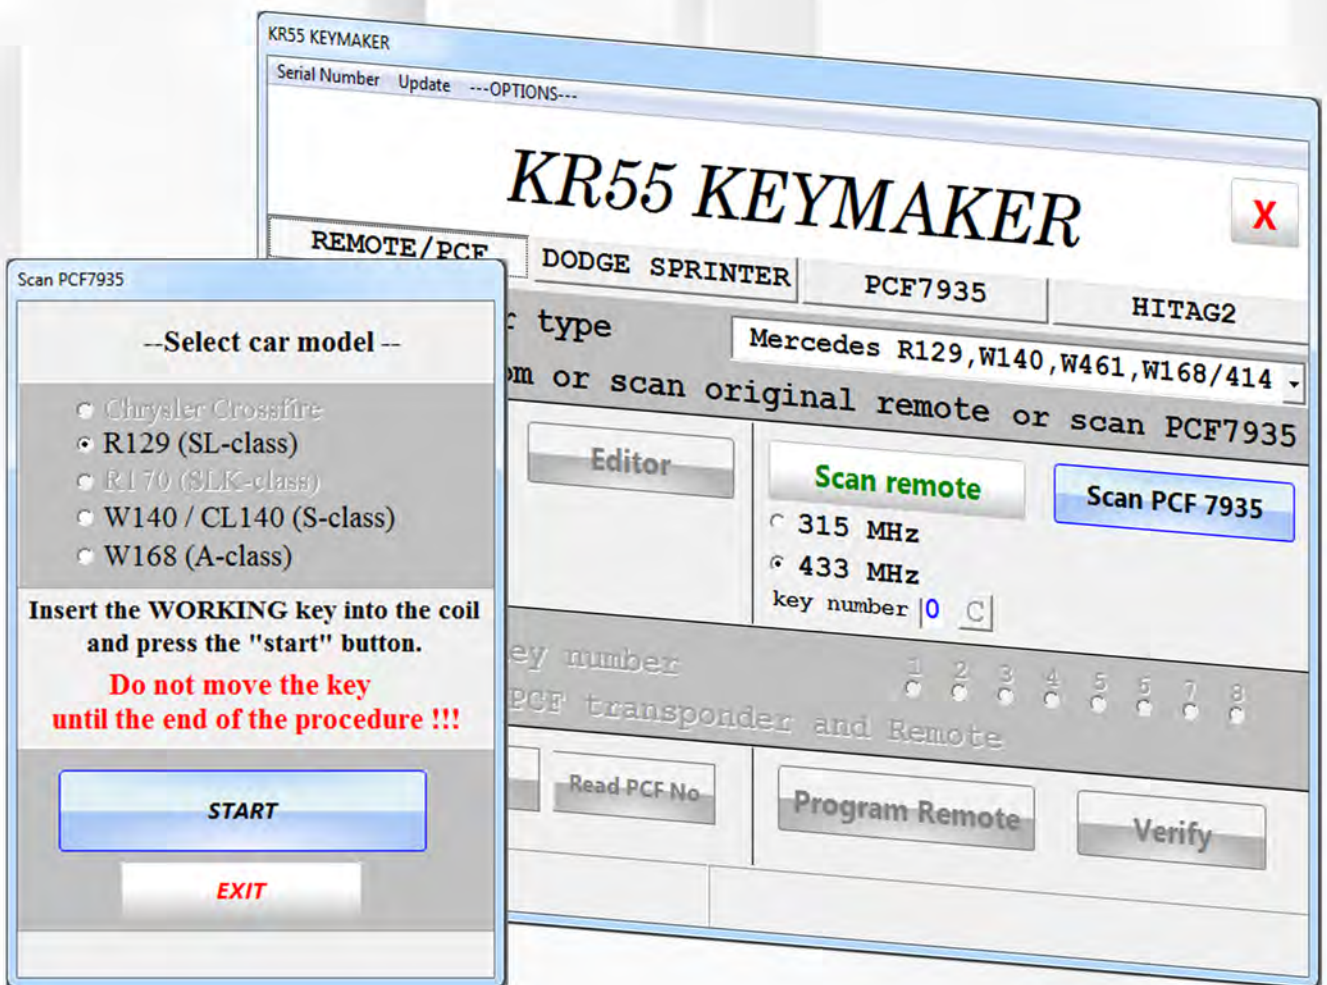 KR55 KEYMAKER
Serial Number Update ---OPTIONS---
KR55 KEYMAKER
X
REMOTE/PCF
DODGE SPRINTER
PCF7935
HITAG2
type
Mercedes R129,W140,W461,W168/414
or scan original remote or scan PCF7935
Editor
Scan remote
Scan PCF 7935
315 MHz
433 MHz
key number 0 C
number
1 2 3 4 5 6 7 8
PCF transponder and Remote
Read PCF No
Program Remote
Verify
Scan PCF7935
--Select car model --
Chrysler Crossfire
R129 (SL-class)
R170 (SLK-class)
W140 / CL140 (S-class)
W168 (A-class)
Insert the WORKING key into the coil
and press the "start" button.
Do not move the key
until the end of the procedure !!!
START
EXIT